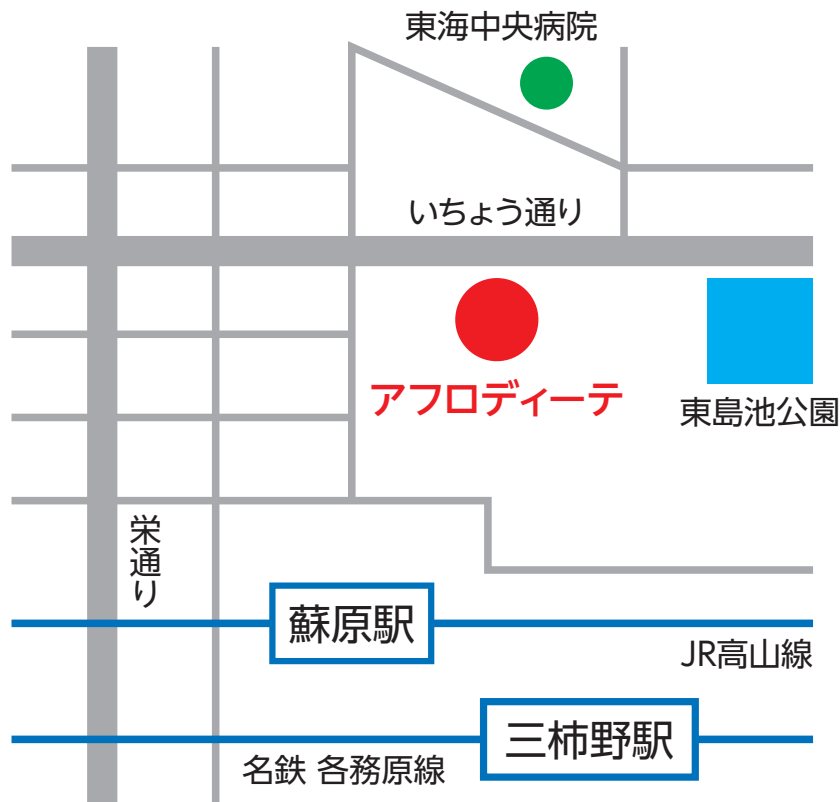 東海中央病院
いちょう通り
アフロディーテ
東島池公園
栄通り
蘇原駅
JR高山線
三柿野駅
名鉄 各務原線